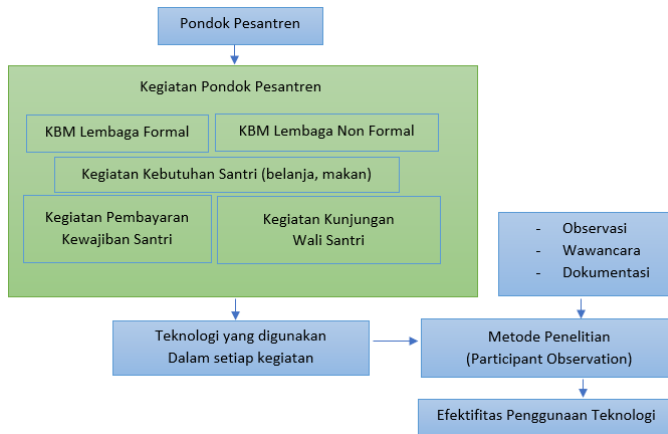 Pondok Pesantren
Kegiatan Pondok Pesantren
KBM Lembaga Formal
KBM Lembaga Non Formal
Kegiatan Kebutuhan Santri (belanja, makan)
Kegiatan Pembayaran
Kewajiban Santri
Kegiatan Kunjungan
Wali Santri
- Observasi
- Wawancara
- Dokumentasi
Teknologi yang digunakan
Dalam setiap kegiatan
Metode Penelitian
(Participant Observation)
Efektifitas Penggunaan Teknologi